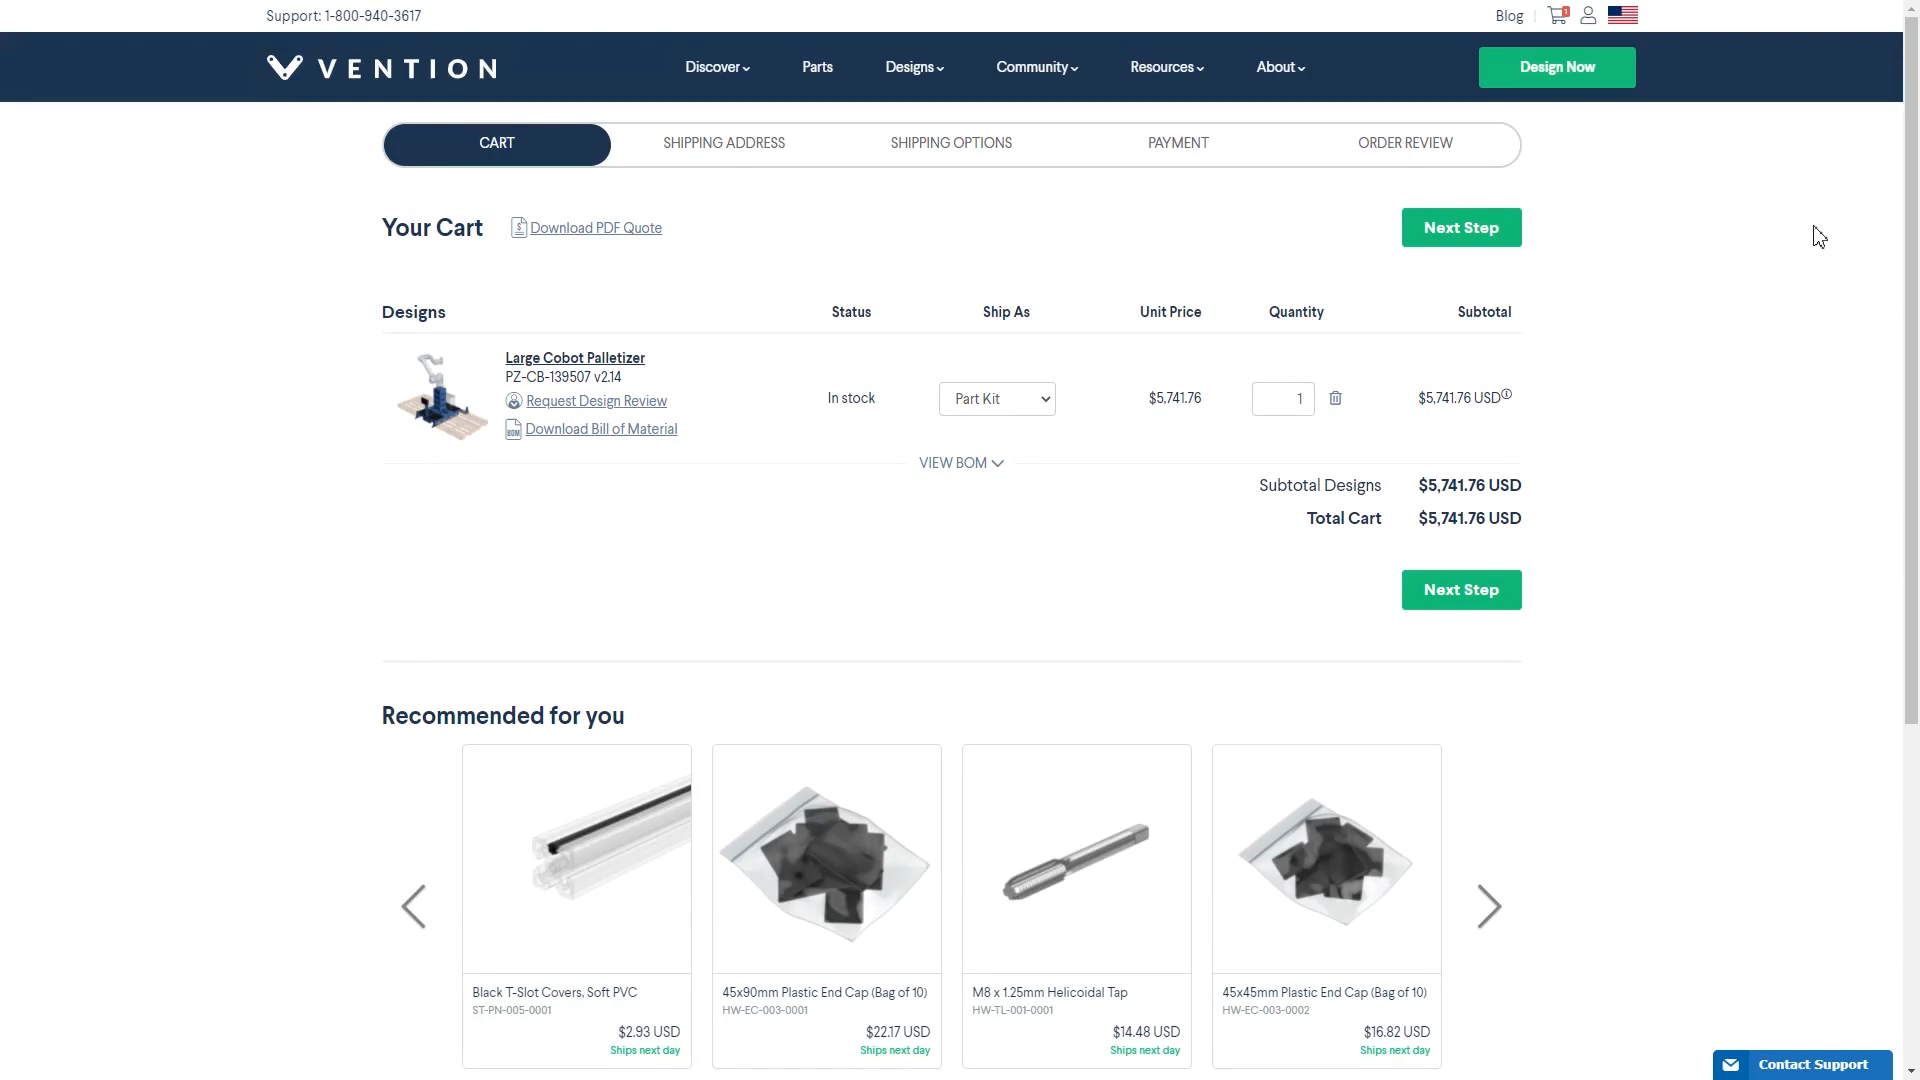 Support: 1-800-940-3617
Blog
1
VENTION
Discover
Parts
Designs
Community
Resources
About
Design Now
CART
SHIPPING ADDRESS
SHIPPING OPTIONS
PAYMENT
ORDER REVIEW
Your Cart
Download PDF Quote
Next Step
Designs
Status
Ship As
Unit Price
Quantity
Subtotal
Large Cobot Palletizer
PZ-CB-139507 v2.14
Request Design Review
BOM
Download Bill of Material
In stock
Part Kit
$5,741.76
1
$5,741.76 USD
VIEW BOM
Subtotal Designs $5,741.76 USD
Total Cart $5,741.76 USD
Next Step
Recommended for you
Black T-Slot Covers, Soft PVC
ST-PN-005-0001
$2.93 USD
Ships next day
45x90mm Plastic End Cap (Bag of 10)
HW-EC-003-0001
$22.17 USD
Ships next day
M8 x 1.25mm Helicoidal Tap
HW-TL-001-0001
$14.48 USD
Ships next day
45x45mm Plastic End Cap (Bag of 10)
HW-EC-003-0002
$16.82 USD
Ships next day
Contact Support